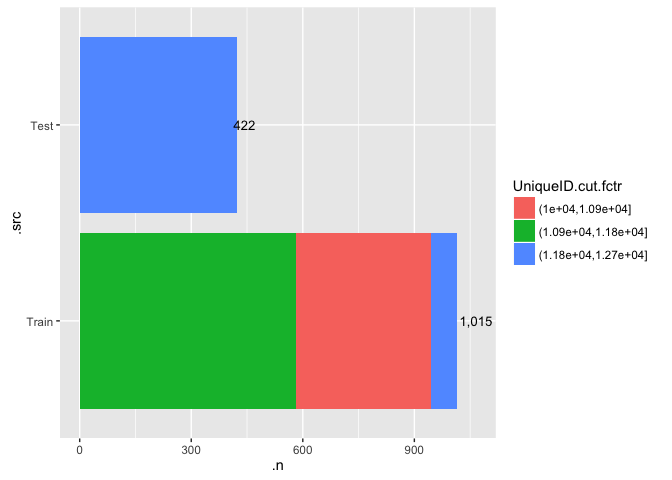 .src
Test
422
Train
1,015
0 300 600 900
.n
UniqueID.cut.fctr
(1e+04,1.09e+04]
(1.09e+04,1.18e+04]
(1.18e+04,1.27e+04]